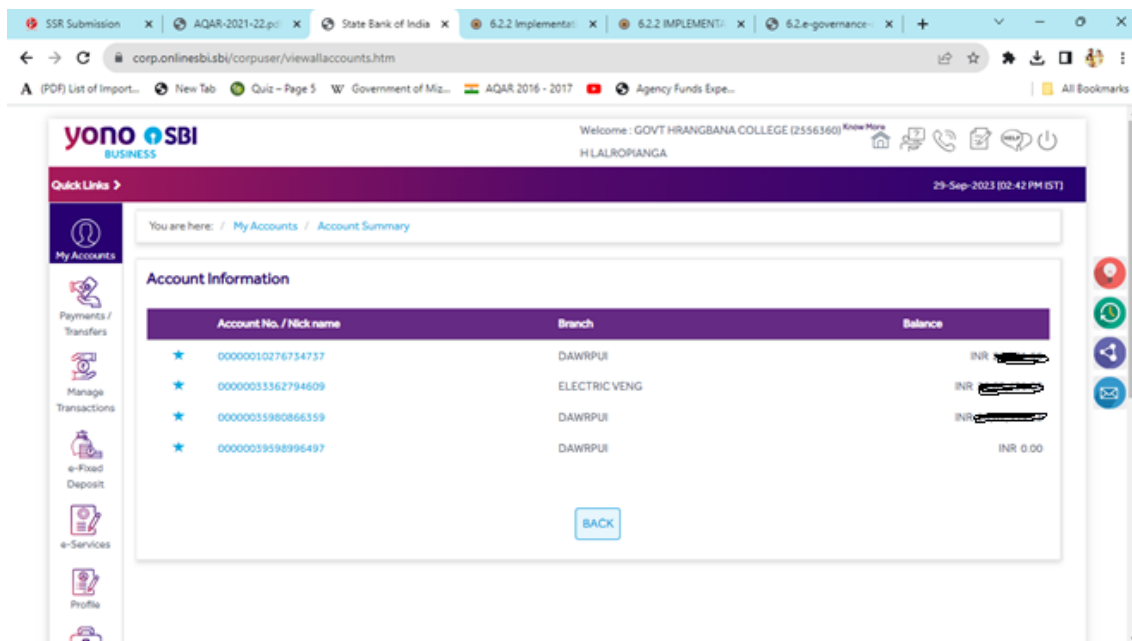 SSR Submission AQAR-2021-22.pd State Bank of India 6.2.2 Implementati 6.2.2 IMPLEMENTA 6.2.e-governance-
corp.onlinesbi.sbi/corpuser/viewallaccounts.htm
(PDF) List of Import... New Tab Quiz – Page 5 Government of Miz... AQAR 2016 - 2017 Agency Funds Expe... All Bookmarks
yono SBI
BUSINESS
Welcome : GOVT HRANGBANA COLLEGE (2556360) Know More
H LALROPIANGA
HELP
Quick Links
29-Sep-2023 [02:42 PM IST]
You are here: / My Accounts / Account Summary
My Accounts
Payments /
Transfers
Manage
Transactions
e-Fixed
Deposit
e-Services
Profile
Account Information
Account No. / Nick name Branch Balance
00000010276734737 DAWRPUI INR
00000033362794609 ELECTRIC VENG INR
00000035980866359 DAWRPUI INR
00000039598996497 DAWRPUI INR 0.00
BACK